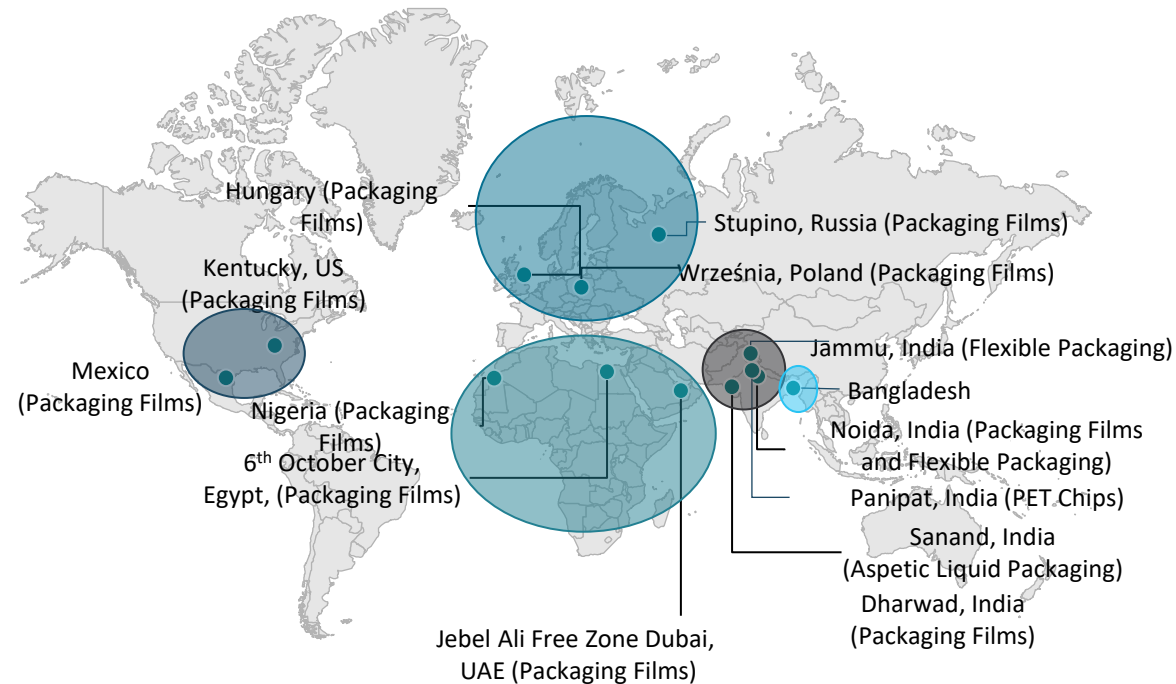 Hungary (Packaging
Films)
Stupino, Russia (Packaging Films)
Września, Poland (Packaging Films)
Kentucky, US
(Packaging Films)
Mexico
(Packaging Films)
Nigeria (Packaging
Films)
6th October City,
Egypt, (Packaging Films)
Jebel Ali Free Zone Dubai,
UAE (Packaging Films)
Jammu, India (Flexible Packaging)
Bangladesh
Noida, India (Packaging Films
and Flexible Packaging)
Panipat, India (PET Chips)
Sanand, India
(Aspetic Liquid Packaging)
Dharwad, India
(Packaging Films)